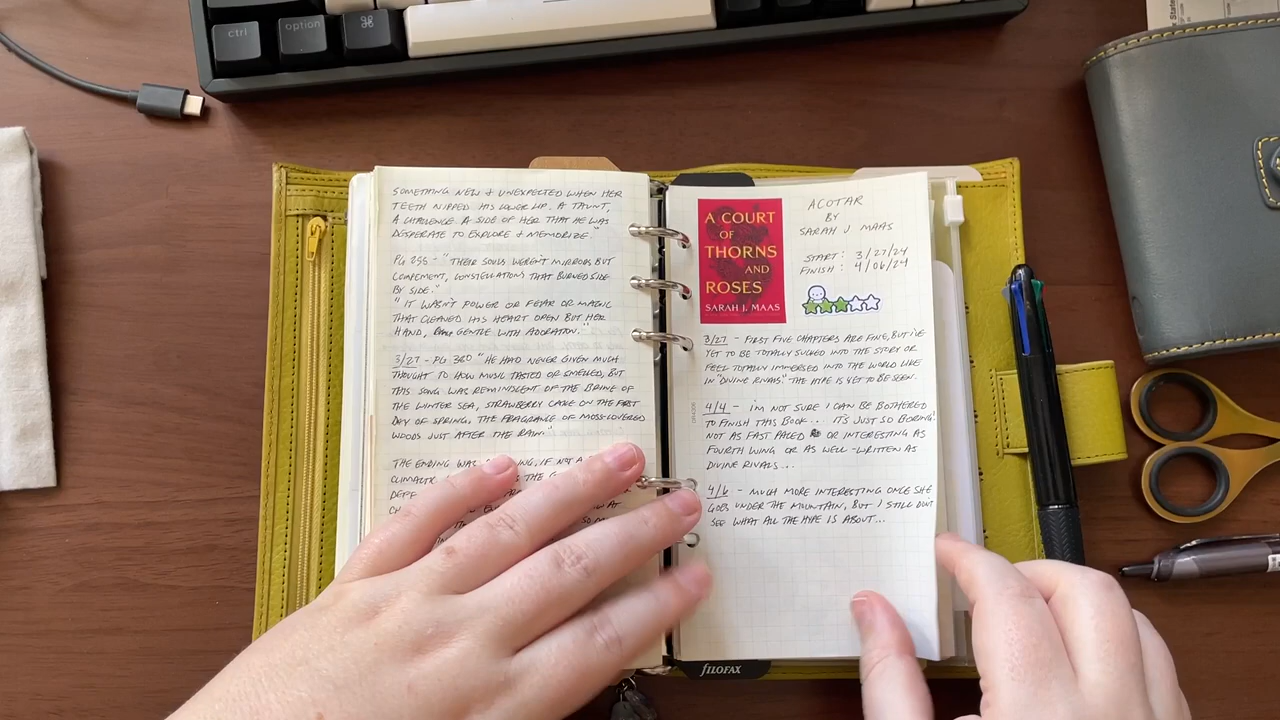 ctrl
option
⌘
SOMETHING NEW & UNEXPECTED WHEN HER
TEETH NIPPED HIS LOWER LIP. A TAUNT,
A CHALLENGE. A SIDE OF HER THAT HE WAS
DESPERATE TO EXPLORE & MEMORIZE."
PG 255 - "THEIR SOULS WEREN'T MIRRORS BUT
COMPLEMENT, CONSTELLATIONS THAT BURNED SIDE
BY SIDE."
"IT WASN'T POWER OR FEAR OR MAGIC
THAT CLEAVED HIS HEART OPEN BUT HER
HAND, GENTLE WITH ADORATION."
3/27 - PG 380 "HE HAD NEVER GIVEN MUCH
THOUGHT TO HOW MUSIC TASTED OR SMELLED, BUT
THIS SONG WAS REMINISCENT OF THE BRINE OF
THE WINTER SEA, STRAWBERRY CAKE ON THE FIRST
DAY OF SPRING, THE FRAGRANCE OF MOSS-COVERED
WOODS JUST AFTER THE RAIN."
THE ENDING WAS IF NOT A
THE
A COURT
OF
THORNS
AND
ROSES
SARAH J. MAAS
ACOTAR
BY
SARAH J MAAS
START: 3/27/24
FINISH: 4/06/24
3/27 - FIRST FIVE CHAPTERS ARE FINE, BUT I'VE
YET TO BE TOTALLY SUCKED INTO THE STORY OR
FEEL TOTALLY IMMERSED INTO THE WORLD LIKE
IN "DIVINE RIVALS." THE HYPE IS YET TO BE SEEN.
4/4 - I'M NOT SURE I CAN BE BOTHERED
TO FINISH THIS BOOK... IT'S JUST SO BORING!
NOT AS FAST PACED OR INTERESTING AS
FOURTH WING OR AS WELL-WRITTEN AS
DIVINE RIVALS...
4/6 - MUCH MORE INTERESTING ONCE SHE
GOES UNDER THE MOUNTAIN, BUT I STILL DON'T
SEE WHAT ALL THE HYPE IS ABOUT...
filofax